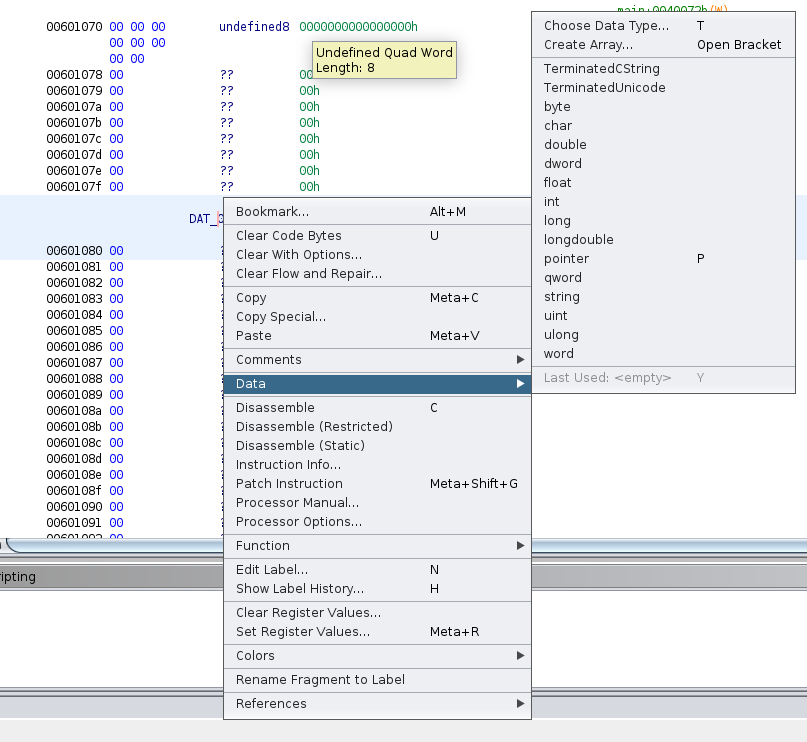 main:0040072h(W)
00601070 00 00 00 undefined8 0000000000000000h
00 00 00
00 00
Undefined Quad Word
Length: 8
00601078 00 ?? 00
00601079 00 ?? 00h
0060107a 00 ?? 00h
0060107b 00 ?? 00h
0060107c 00 ?? 00h
0060107d 00 ?? 00h
0060107e 00 ?? 00h
0060107f 00 ?? 00h
DAT_
00601080 00
00601081 00
00601082 00
00601083 00
00601084 00
00601085 00
00601086 00
00601087 00
00601088 00
00601089 00
0060108a 00
0060108b 00
0060108c 00
0060108d 00
0060108e 00
0060108f 00
00601090 00
00601091 00
00601092 00
ipting
Bookmark... Alt+M
Clear Code Bytes U
Clear With Options...
Clear Flow and Repair...
Copy Meta+C
Copy Special...
Paste Meta+V
Comments
Data
Disassemble C
Disassemble (Restricted)
Disassemble (Static)
Instruction Info...
Patch Instruction Meta+Shift+G
Processor Manual...
Processor Options...
Function
Edit Label... N
Show Label History... H
Clear Register Values...
Set Register Values... Meta+R
Colors
Rename Fragment to Label
References
Choose Data Type... T
Create Array... Open Bracket
TerminatedCString
TerminatedUnicode
byte
char
double
dword
float
int
long
longdouble
pointer P
qword
string
uint
ulong
word
Last Used: <empty> Y